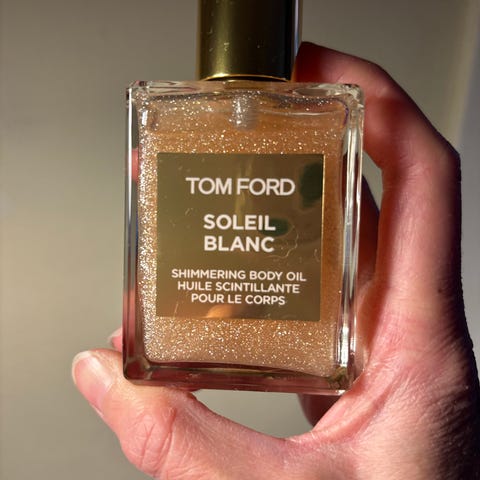 TOM FORD
SOLEIL
BLANC
SHIMMERING BODY OIL
HUILE SCINTILLANTE
POUR LE CORPS